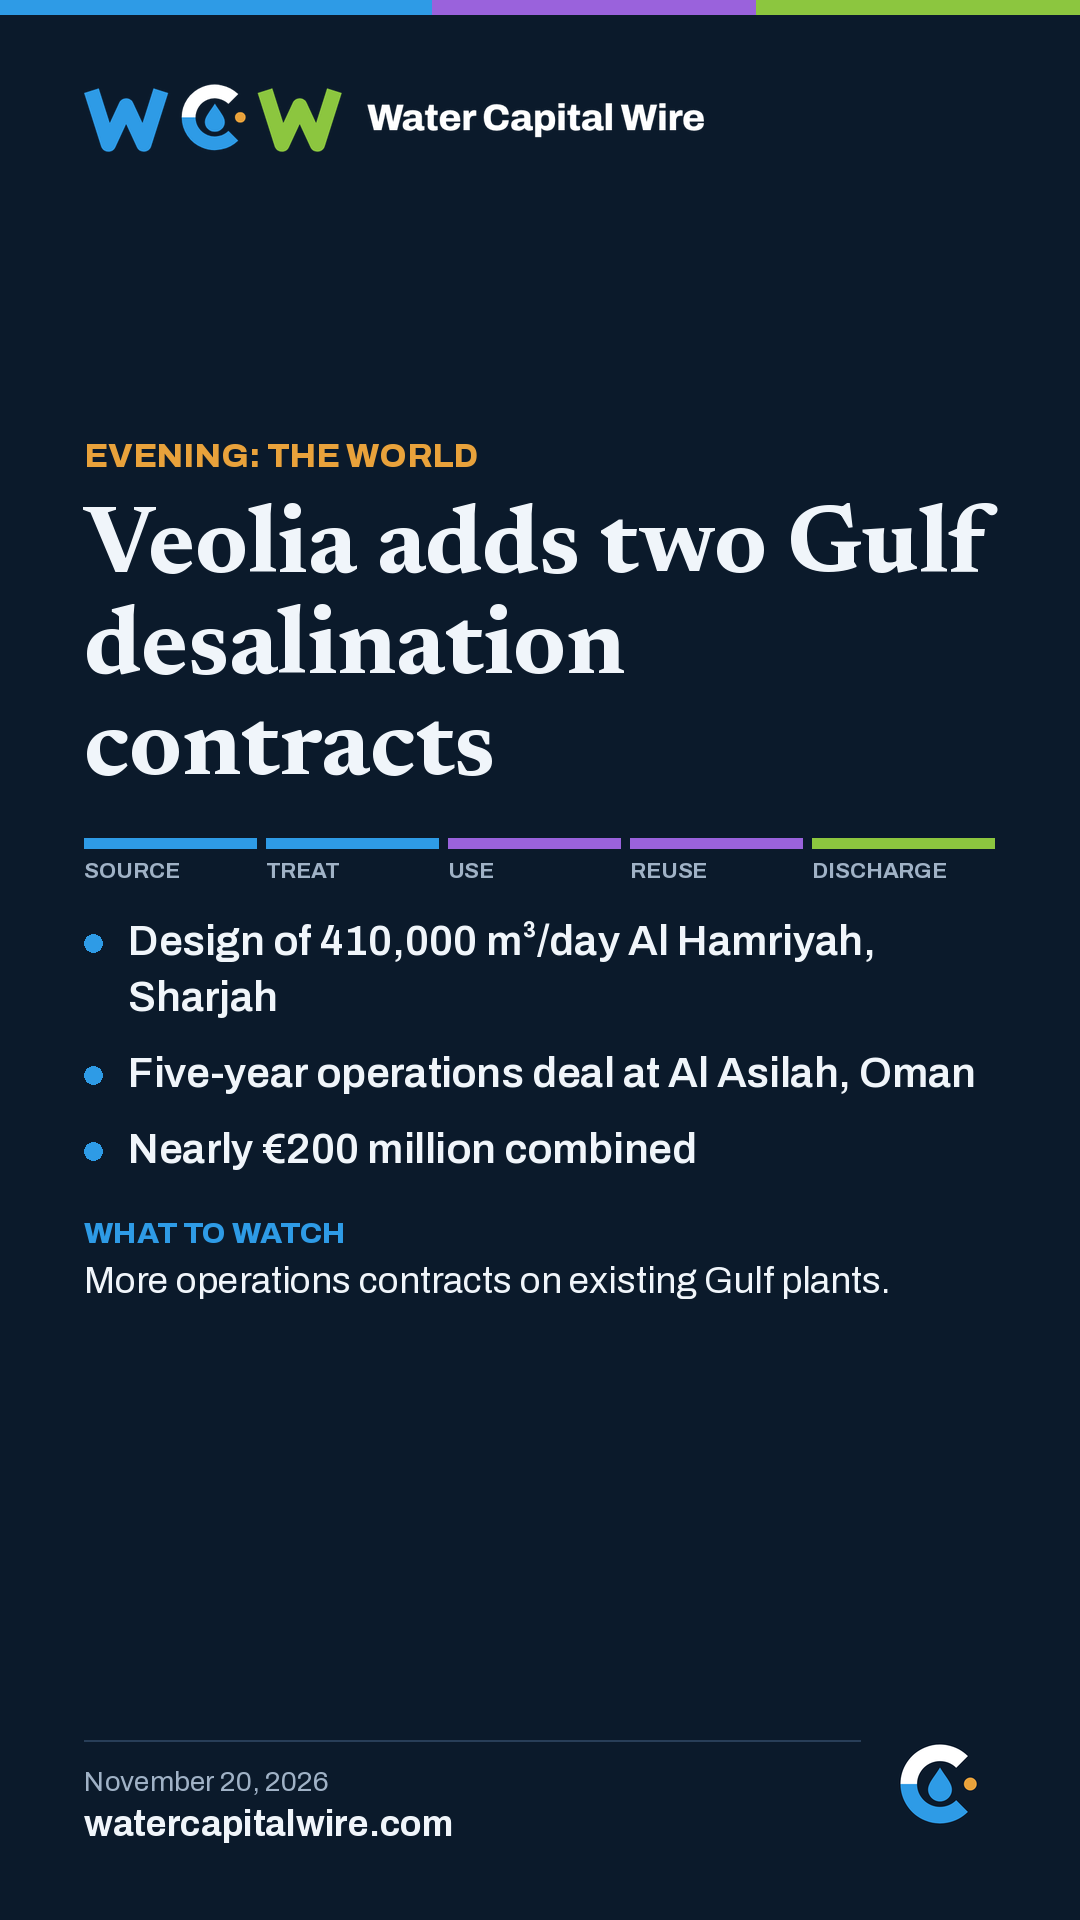 WCW Water Capital Wire
EVENING: THE WORLD
Veolia adds two Gulf
desalination
contracts
SOURCE TREAT USE REUSE DISCHARGE
Design of 410,000 m³/day Al Hamriyah,
Sharjah
Five-year operations deal at Al Asilah, Oman
Nearly €200 million combined
WHAT TO WATCH
More operations contracts on existing Gulf plants.
November 20, 2026
watercapitalwire.com